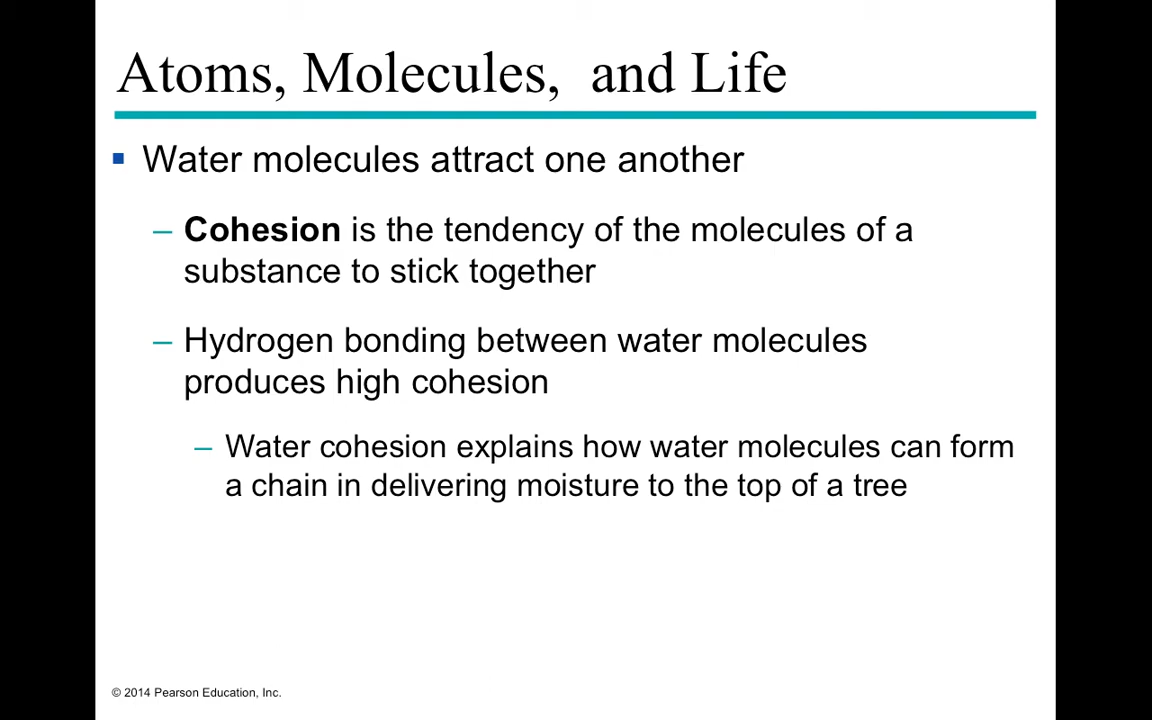 Atoms, Molecules,  and Life
▪ Water molecules attract one another
– Cohesion is the tendency of the molecules of a
substance to stick together
– Hydrogen bonding between water molecules
produces high cohesion
– Water cohesion explains how water molecules can form
a chain in delivering moisture to the top of a tree
© 2014 Pearson Education, Inc.